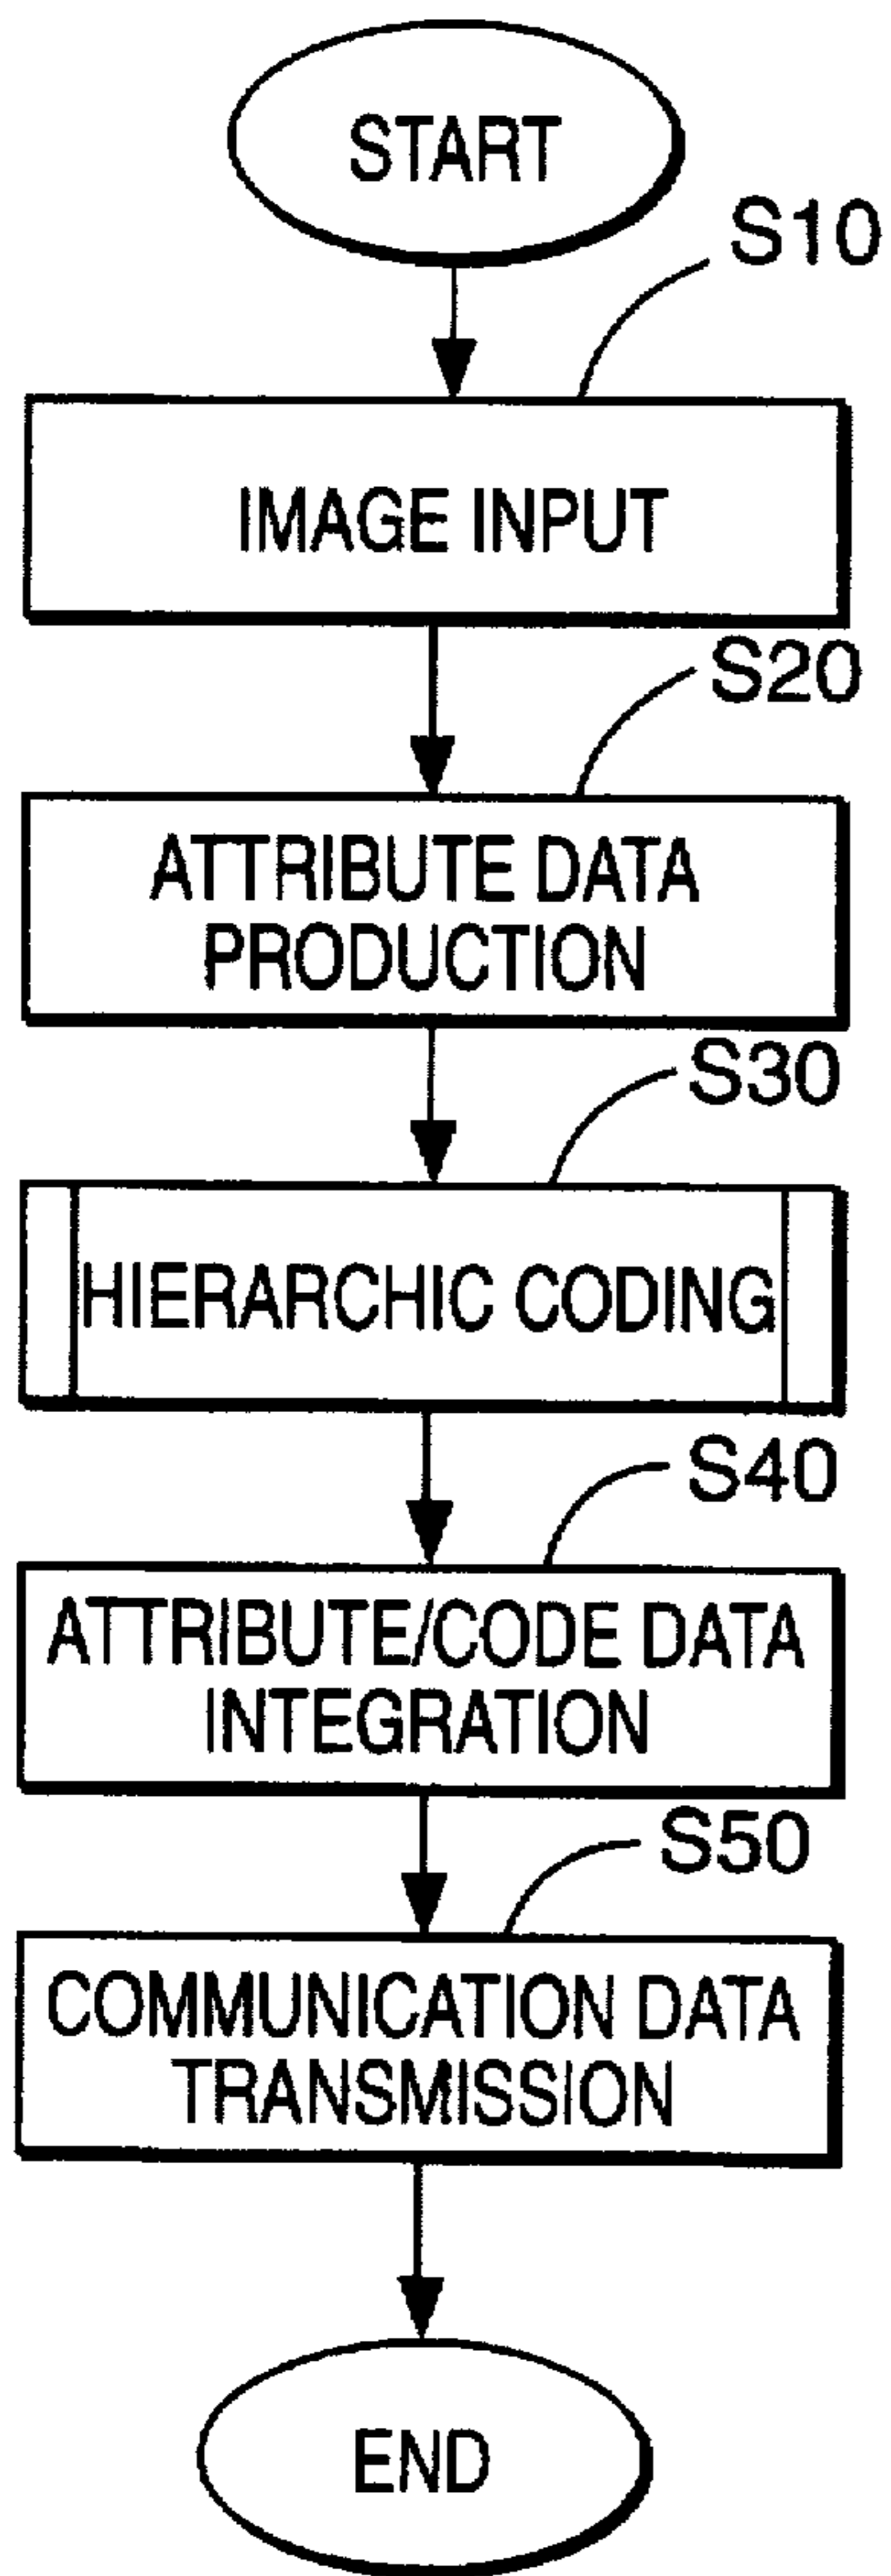 START
S10
IMAGE INPUT
S20
ATTRIBUTE DATA
PRODUCTION
S30
HIERARCHIC CODING
S40
ATTRIBUTE/CODE DATA
INTEGRATION
S50
COMMUNICATION DATA
TRANSMISSION
END